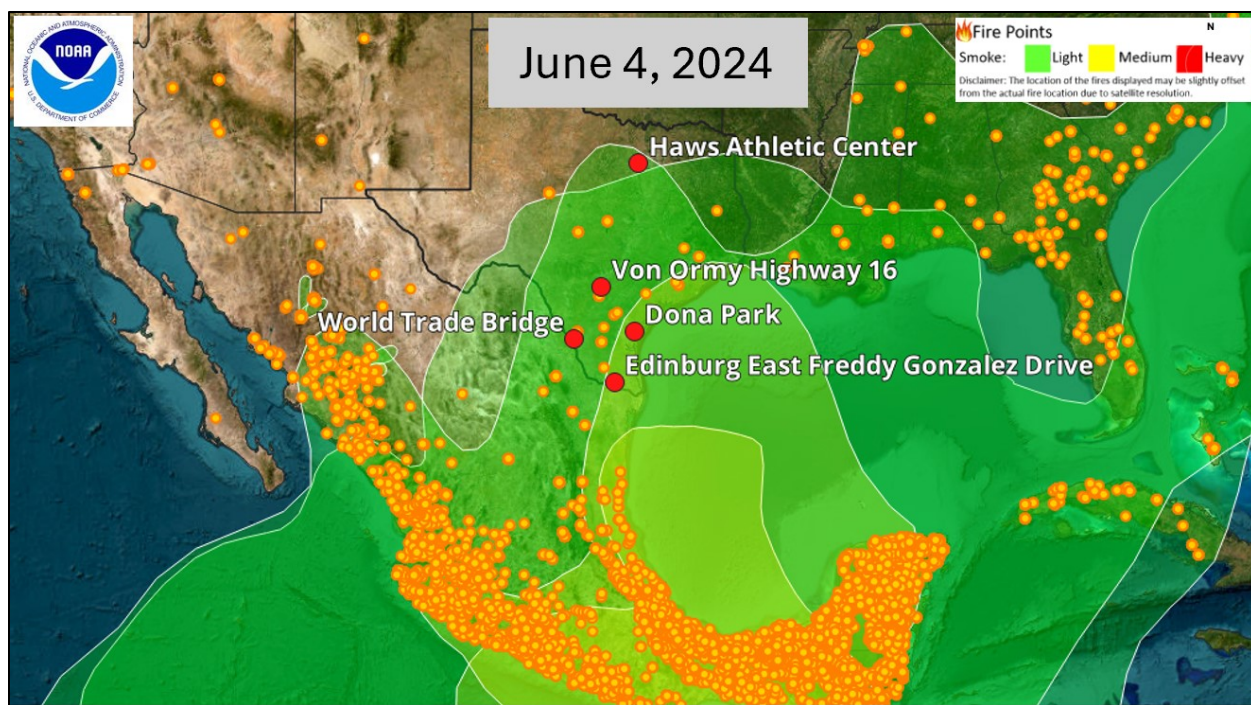 NATIONAL OCEANIC AND ATMOSPHERIC ADMINISTRATION
NOAA
U.S. DEPARTMENT OF COMMERCE
June 4, 2024
Fire Points
N
Smoke: Light Medium Heavy
Disclaimer: The location of the fires displayed may be slightly offset
from the actual fire location due to satellite resolution.
Haws Athletic Center
Von Ormy Highway 16
Dona Park
World Trade Bridge
Edinburg East Freddy Gonzalez Drive